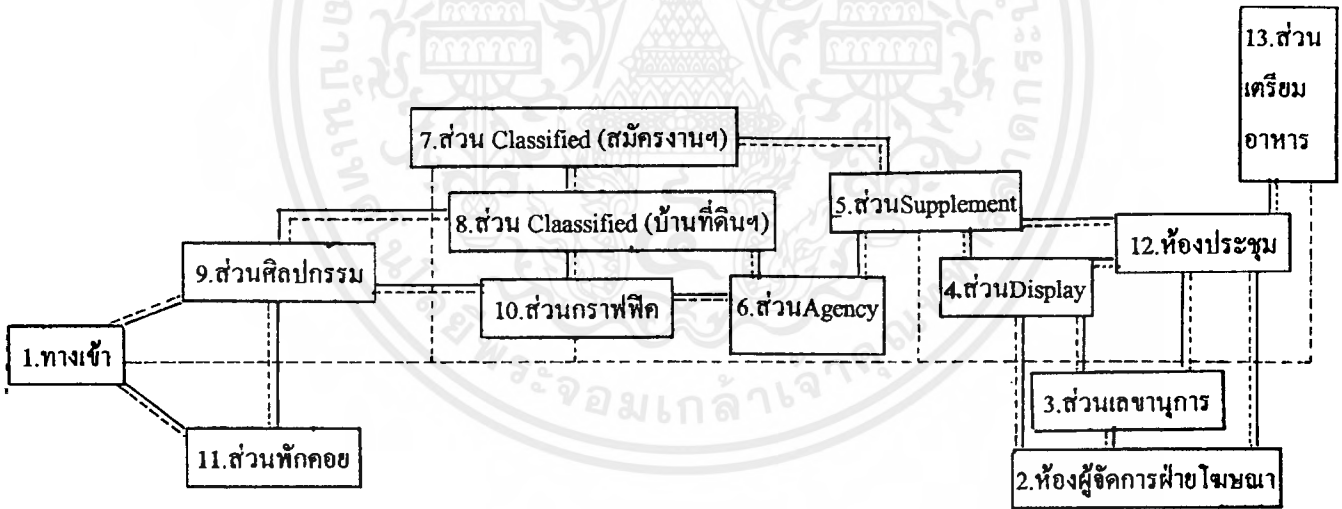 13.ส่วน
เตรียม
อาหาร
7.ส่วน Classified (สมัครงานฯ)
8.ส่วน Claassified (บ้านที่ดินฯ)
5.ส่วนSupplement
12.ห้องประชุม
9.ส่วนศิลปกรรม
4.ส่วนDisplay
10.ส่วนกราฟฟิค
6.ส่วนAgency
1.ทางเข้า
3.ส่วนเลขานุการ
11.ส่วนพักคอย
2.ห้องผู้จัดการฝ่ายโฆษณา